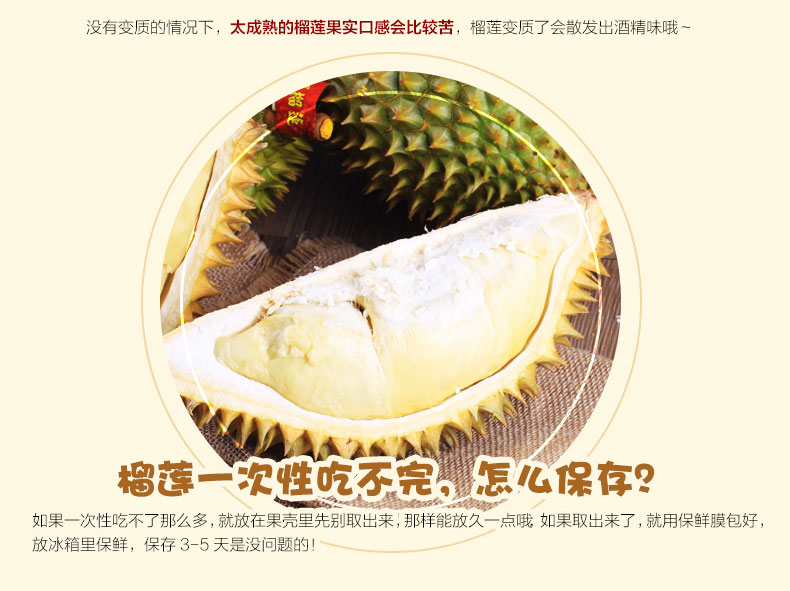 没有变质的情况下，太成熟的榴莲果实口感会比较苦，榴莲变质了会散发出酒精味哦～
榴莲
榴莲一次性吃不完，怎么保存？
如果一次性吃不了那么多，就放在果壳里先别取出来，那样能放久一点哦 如果取出来了，就用保鲜膜包好，
放冰箱里保鲜，保存 3-5 天是没问题的！